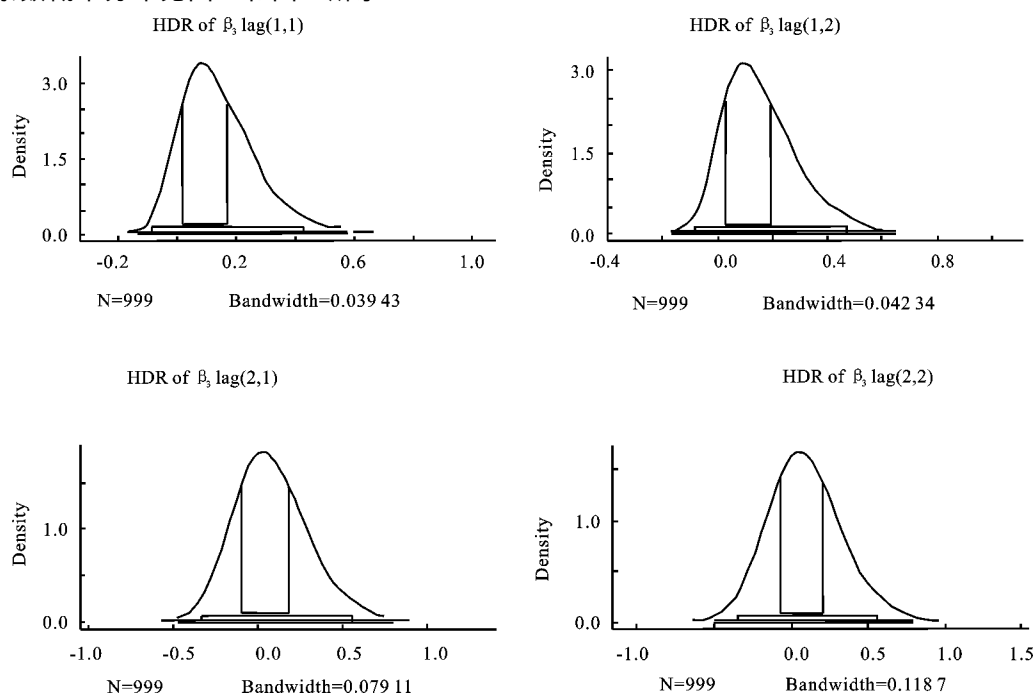 HDR of β₃ lag(1,1)
Density
3.0
1.5
0.0
-0.2
0.2
0.6
1.0
N=999
Bandwidth=0.039 43
HDR of β₃ lag(1,2)
Density
3.0
1.5
0.0
-0.4
0.0
0.4
0.8
N=999
Bandwidth=0.042 34
HDR of β₃ lag(2,1)
Density
1.0
0.0
-1.0
-0.5
0.0
0.5
1.0
N=999
Bandwidth=0.079 11
HDR of β₃ lag(2,2)
Density
1.0
0.0
-1.0
0.0
0.5
1.0
1.5
N=999
Bandwidth=0.118 7